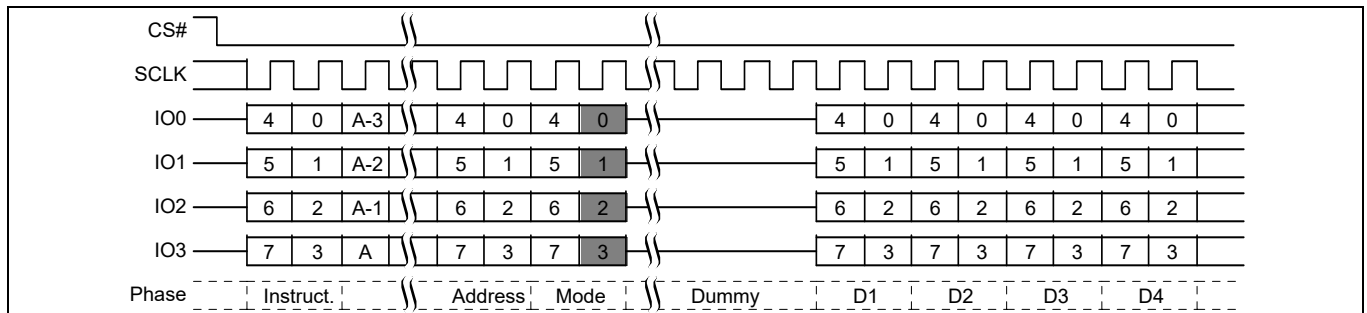 CS#
SCLK
IO0 4 0 A-3 4 0 4 0 4 0 4 0 4 0 4 0
IO1 5 1 A-2 5 1 5 1 5 1 5 1 5 1 5 1
IO2 6 2 A-1 6 2 6 2 6 2 6 2 6 2 6 2
IO3 7 3 A 7 3 7 3 7 3 7 3 7 3 7 3
Phase Instruct. Address Mode Dummy D1 D2 D3 D4